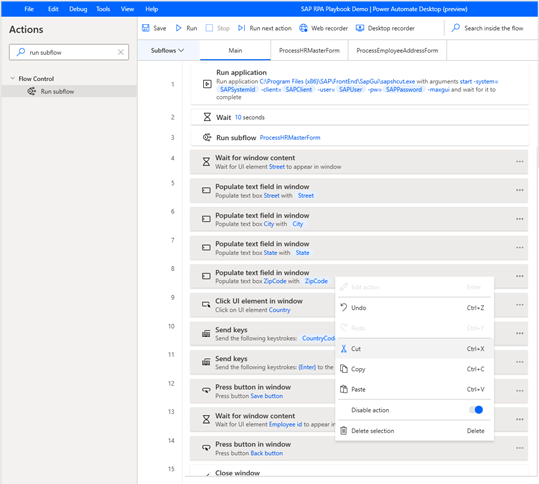 File Edit Debug Tools View Help SAP RPA Playbook Demo | Power Automate Desktop (preview)
Actions
run subflow
Flow Control
Run subflow
Save Run Stop Run next action Web recorder Desktop recorder Search inside the flow
Subflows Main ProcessHRMasterForm ProcessEmployeeAddressForm
1 Run application
Run application C:\Program Files (x86)\SAP\FrontEnd\SapGui\sapshcut.exe with arguments start -system=
SAPSystemId -client= SAPClient -user= SAPUser -pw= SAPPassword -maxgui and wait for it to
complete
2 Wait 10 seconds
3 Run subflow ProcessHRMasterForm
4 Wait for window content
Wait for UI element Street to appear in window
5 Populate text field in window
Populate text box Street with Street
6 Populate text field in window
Populate text box City with City
7 Populate text field in window
Populate text box State with State
8 Populate text field in window
Populate text box ZipCode with ZipCode
9 Click UI element in window
Click on UI element Country
10 Send keys
Send the following keystrokes: CountryCode
11 Send keys
Send the following keystrokes: {Enter} to the
12 Press button in window
Press button Save button
13 Wait for window content
Wait for UI element Employee id to appear in
14 Press button in window
Press button Back button
15 Close window
Edit action Enter
Undo Ctrl+Z
Redo Ctrl+Y
Cut Ctrl+X
Copy Ctrl+C
Paste Ctrl+V
Disable action
Delete selection Delete